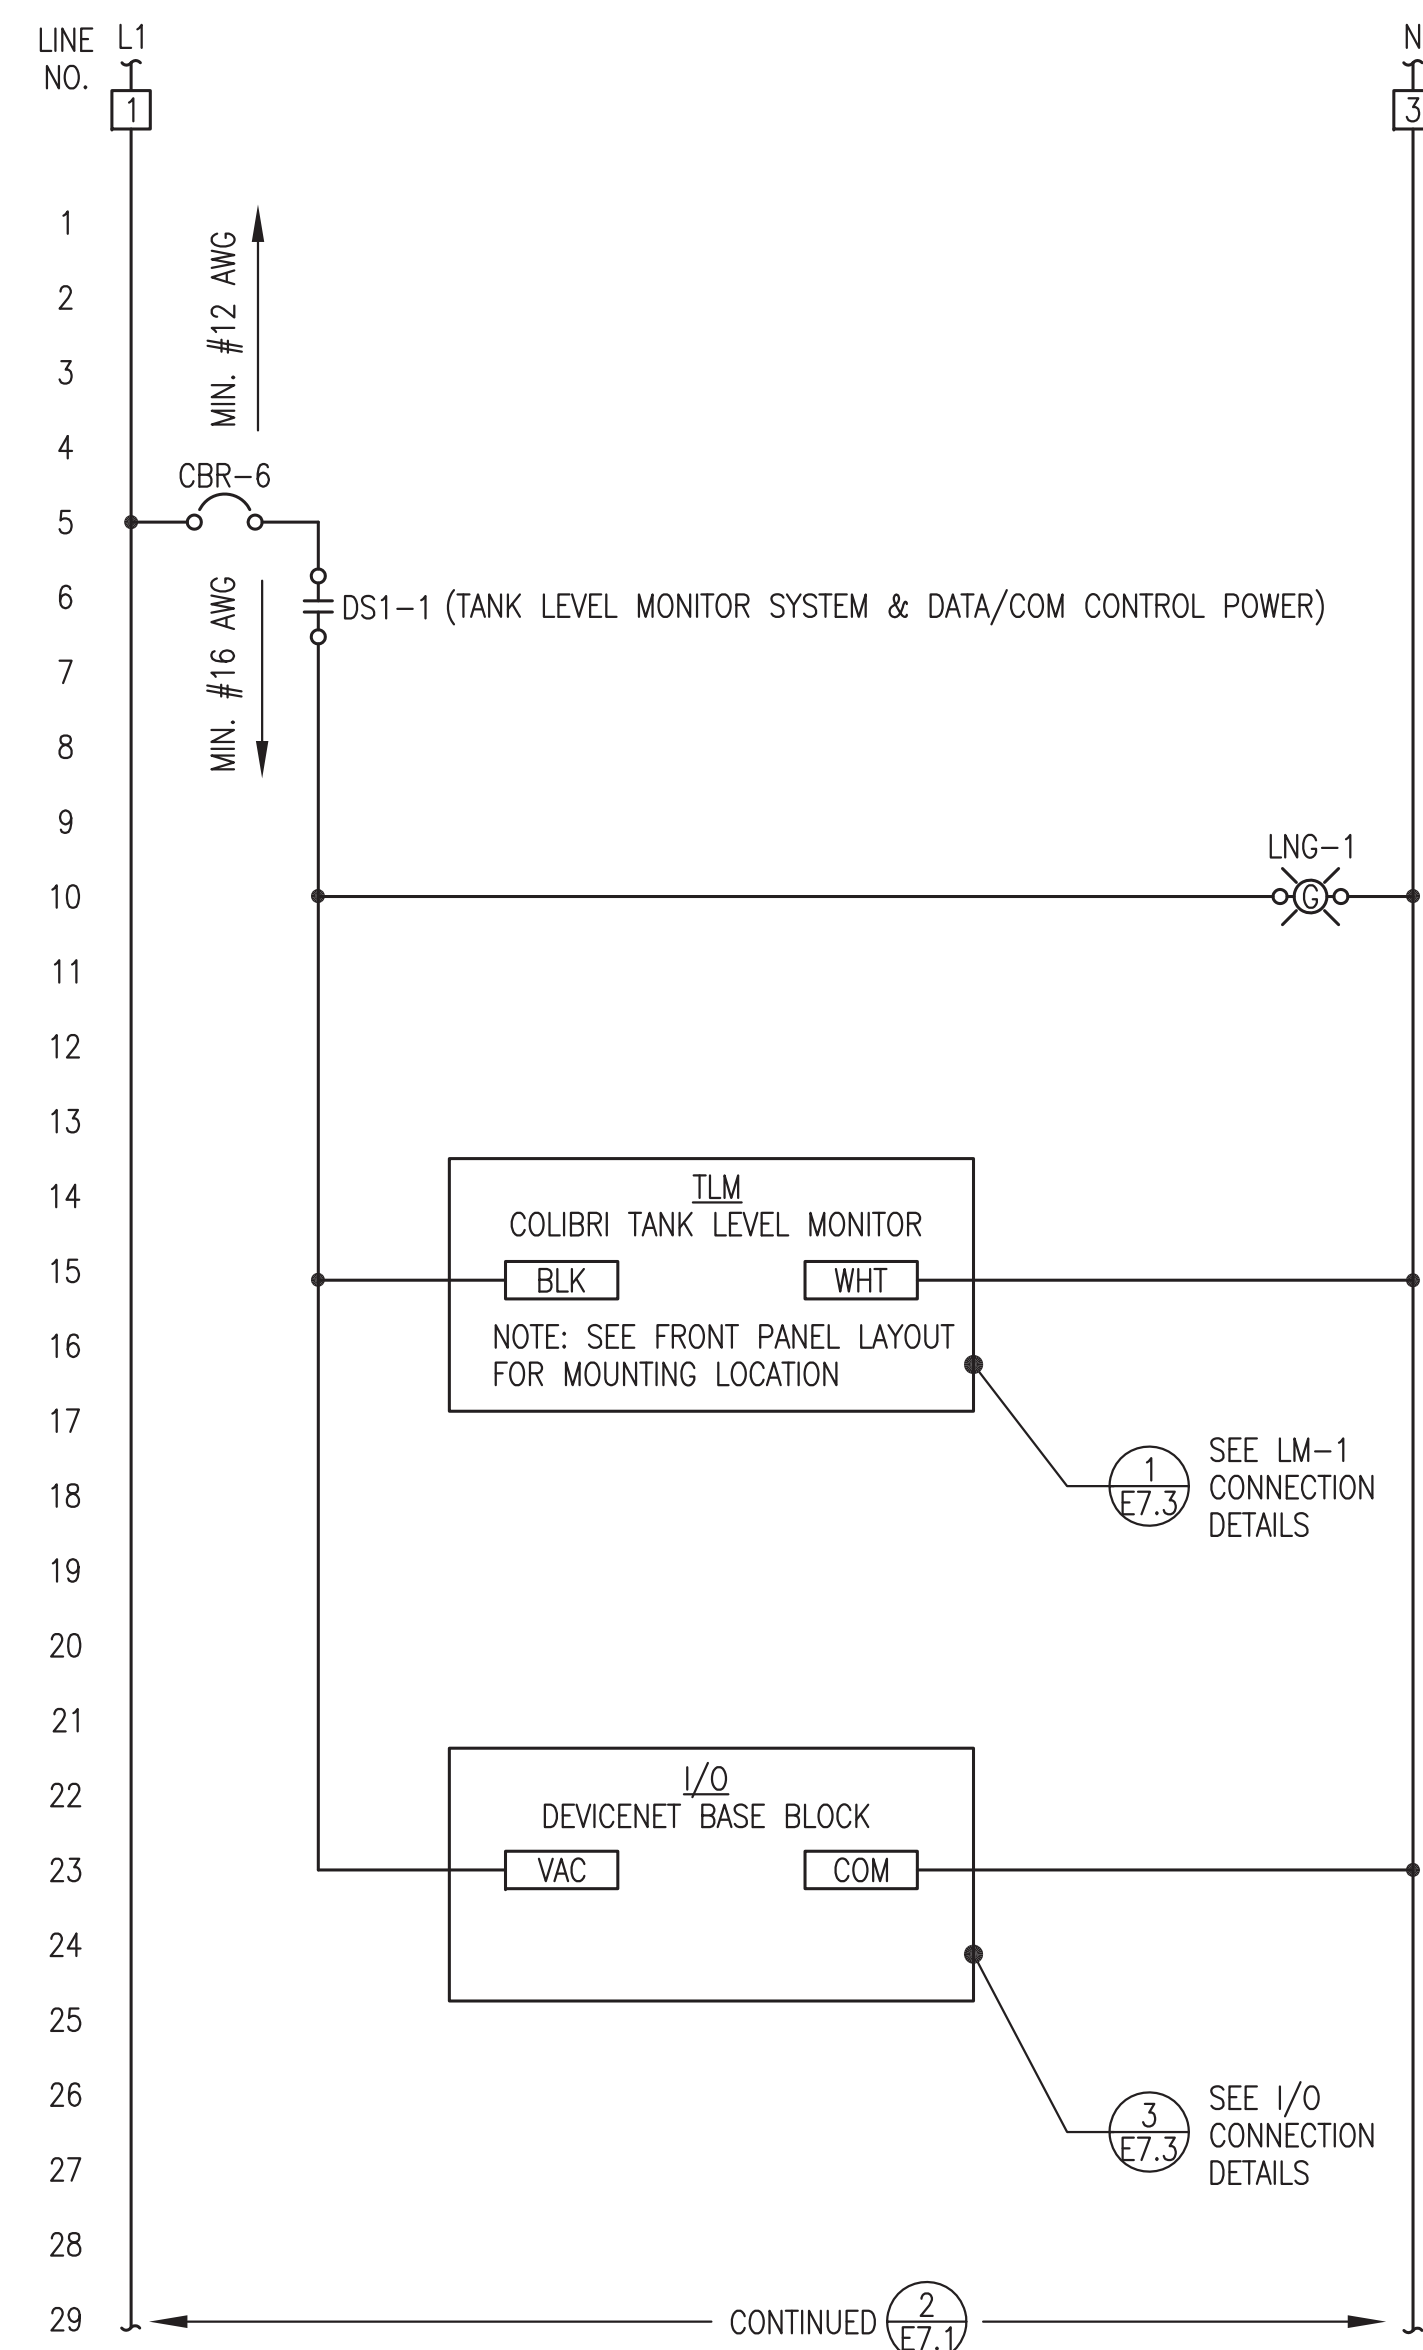 LINE NO.
L1
N
1
3
1
2
3
4
5
6
7
8
9
10
11
12
13
14
15
16
17
18
19
20
21
22
23
24
25
26
27
28
29
MIN. #12 AWG
CBR-6
MIN. #16 AWG
DS1-1 (TANK LEVEL MONITOR SYSTEM & DATA/COM CONTROL POWER)
LNG-1
G
TLM
COLIBRI TANK LEVEL MONITOR
BLK
WHT
NOTE: SEE FRONT PANEL LAYOUT
FOR MOUNTING LOCATION
1
E7.3
SEE LM-1
CONNECTION
DETAILS
I/O
DEVICENET BASE BLOCK
VAC
COM
3
E7.3
SEE I/O
CONNECTION
DETAILS
CONTINUED
2
E7.1